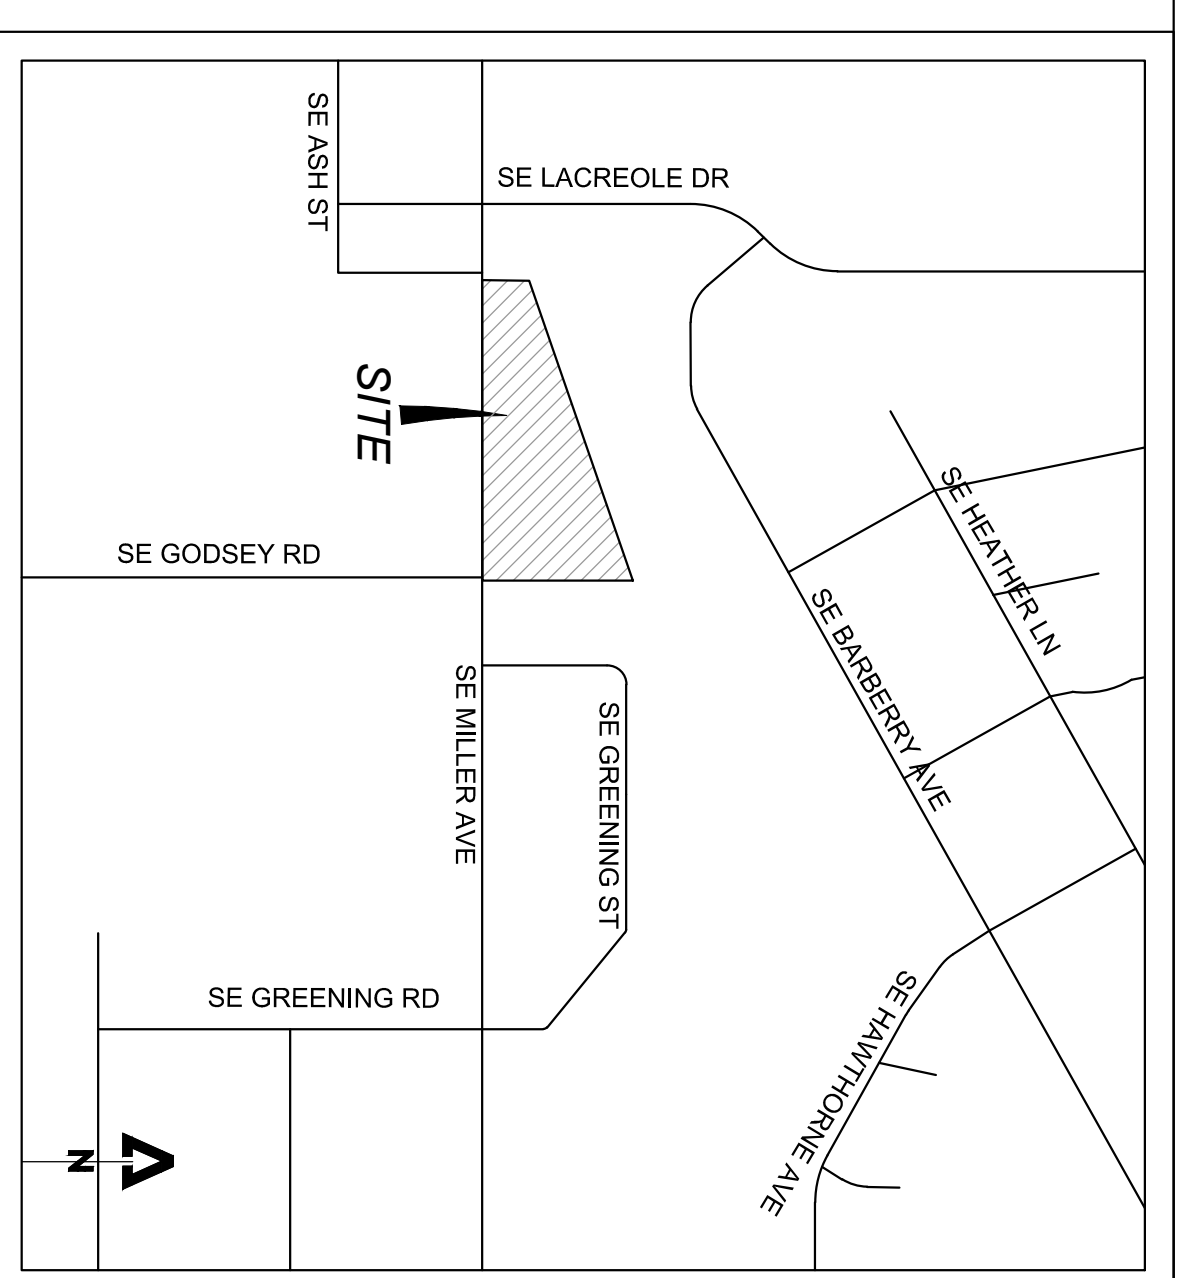 SE ASH ST
SE LACREOLE DR
SITE
SE GODSEY RD
SE HEATHER LN
SE BARBERRY AVE
SE MILLER AVE
SE GREENING ST
SE GREENING RD
SE HAWTHORNE AVE
N